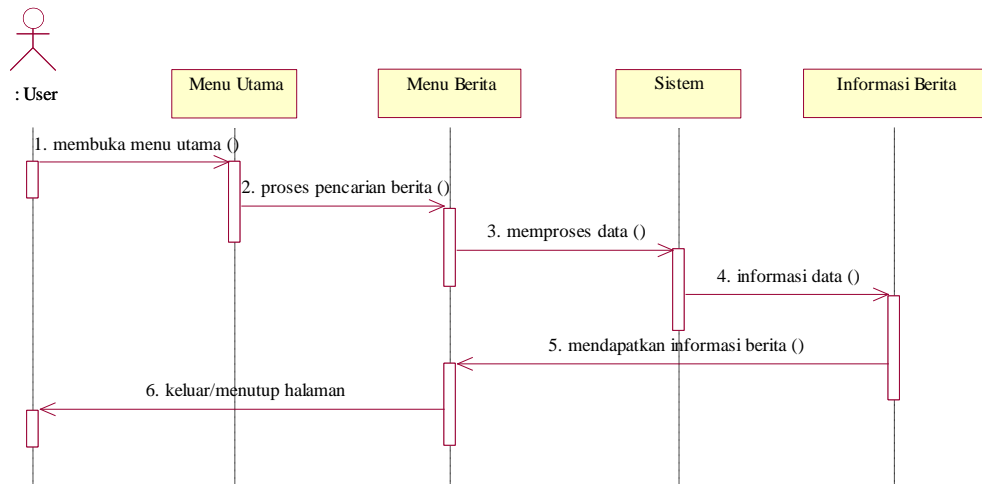 : User
Menu Utama
Menu Berita
Sistem
Informasi Berita
1. membuka menu utama ()
2. proses pencarian berita ()
3. memproses data ()
4. informasi data ()
5. mendapatkan informasi berita ()
6. keluar/menutup halaman